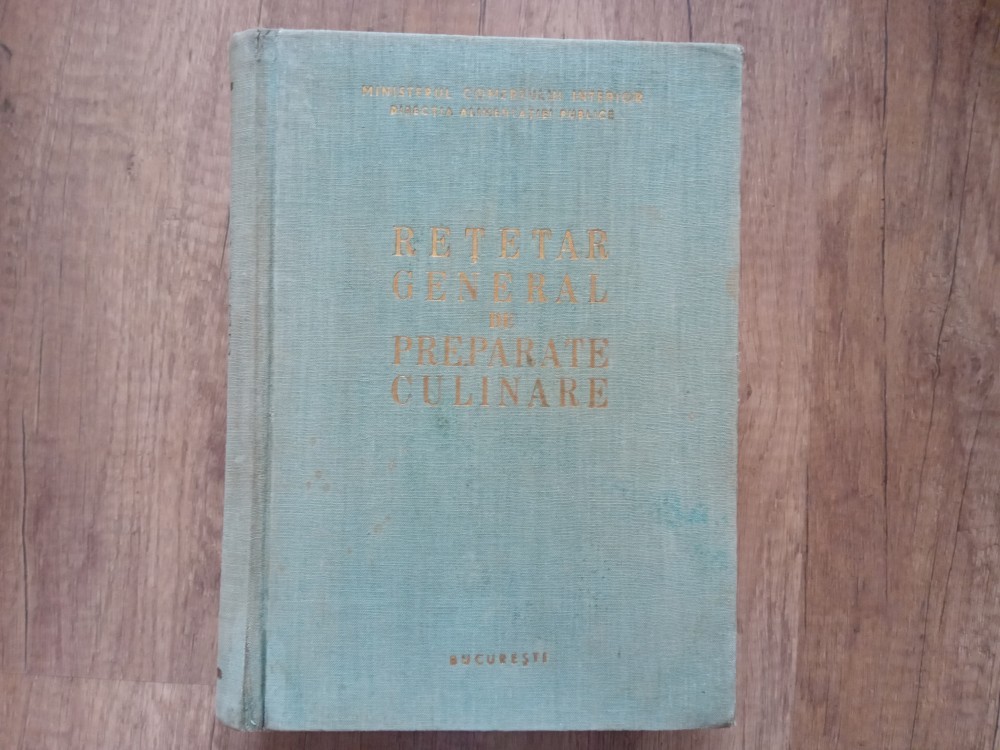 MINISTERUL COMERȚULUI INTERIOR
DIRECȚIA ALIMENTAȚIEI PUBLICE
REȚETAR
GENERAL
DE
PREPARATE
CULINARE
BUCUREȘTI